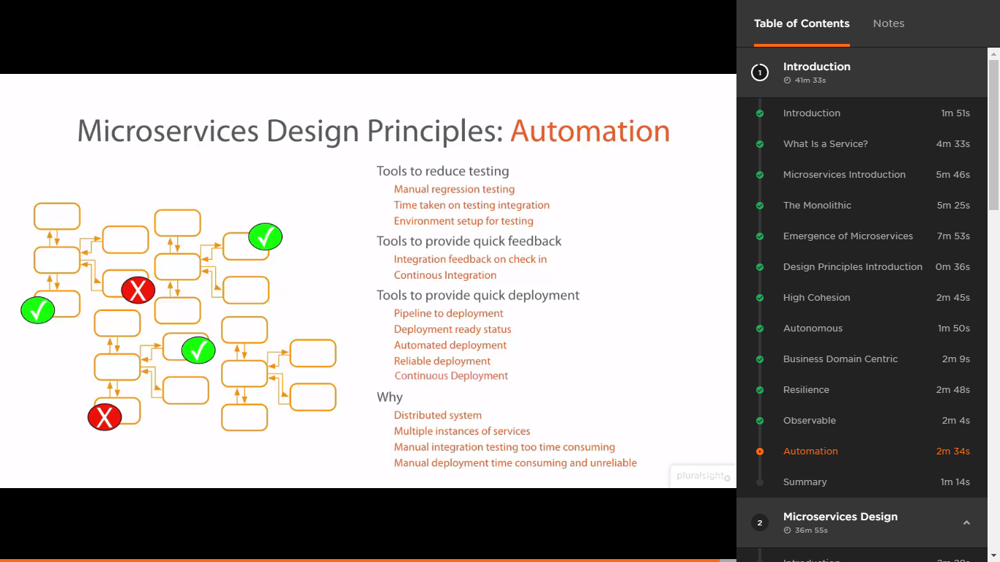 Microservices Design Principles: Automation
Tools to reduce testing
Manual regression testing
Time taken on testing integration
Environment setup for testing
Tools to provide quick feedback
Integration feedback on check in
Continous Integration
Tools to provide quick deployment
Pipeline to deployment
Deployment ready status
Automated deployment
Reliable deployment
Continuous Deployment
Why
Distributed system
Multiple instances of services
Manual integration testing too time consuming
Manual deployment time consuming and unreliable
X
X
pluralsight
Table of Contents Notes
1 Introduction
41m 33s
Introduction 1m 51s
What Is a Service? 4m 33s
Microservices Introduction 5m 46s
The Monolithic 5m 25s
Emergence of Microservices 7m 53s
Design Principles Introduction 0m 36s
High Cohesion 2m 45s
Autonomous 1m 50s
Business Domain Centric 2m 9s
Resilience 2m 48s
Observable 2m 4s
Automation 2m 34s
Summary 1m 14s
2 Microservices Design
36m 55s